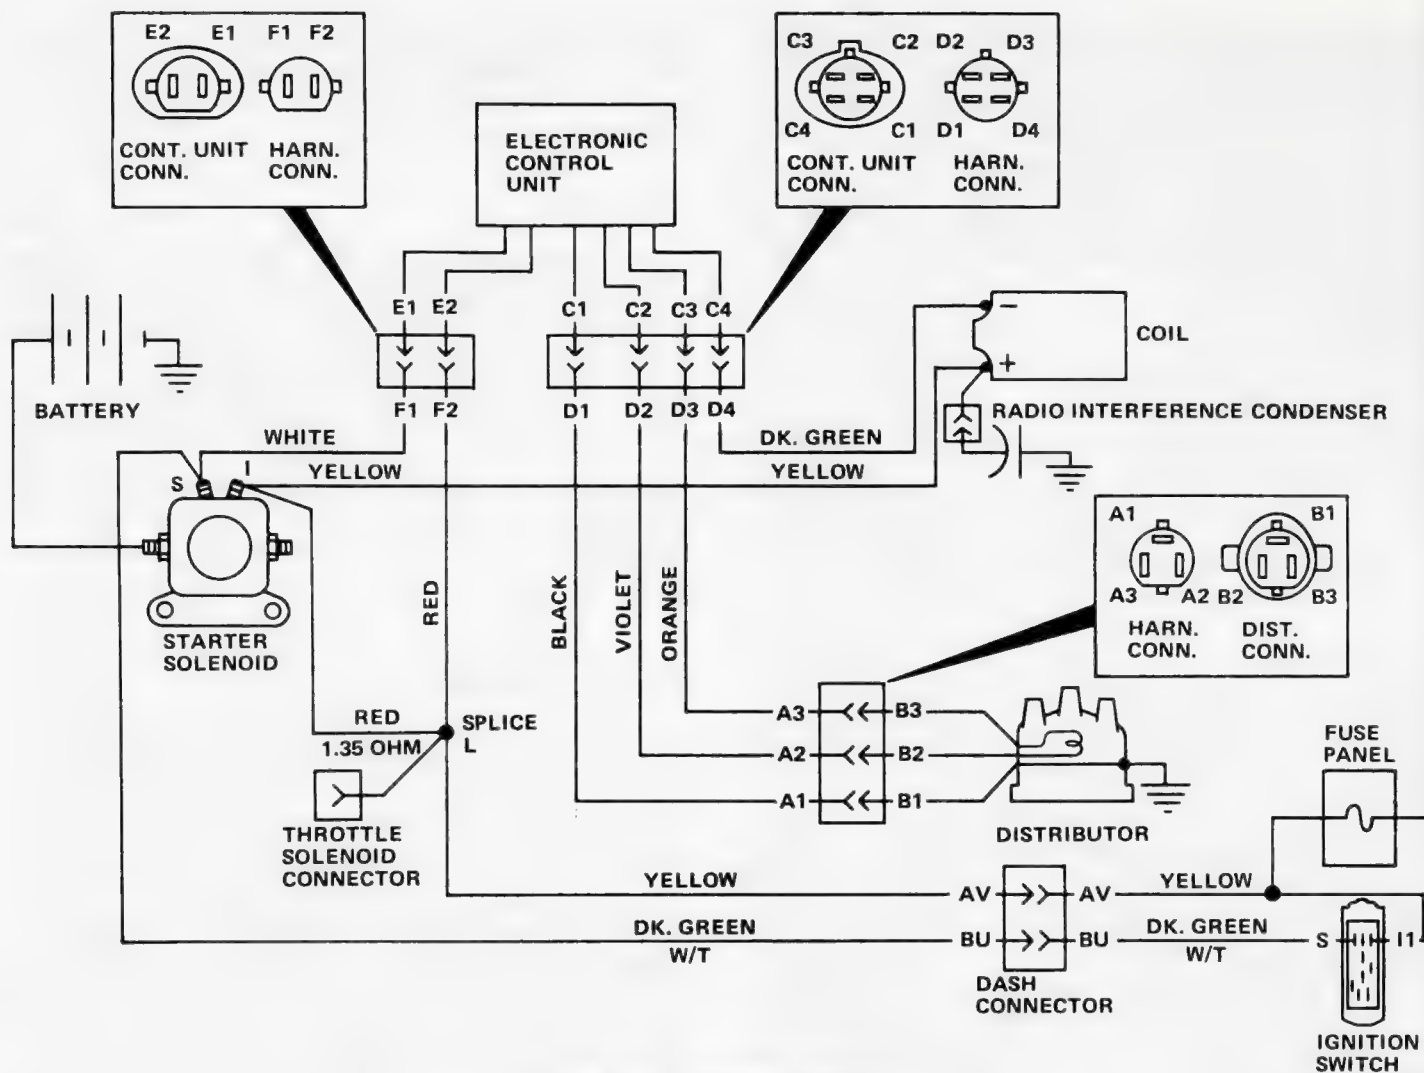 E2 E1 F1 F2
CONT. UNIT
CONN.
HARN.
CONN.
ELECTRONIC
CONTROL
UNIT
C3 C2 D2 D3
C4 C1 D1 D4
CONT. UNIT
CONN.
HARN.
CONN.
E1 E2 C1 C2 C3 C4
F1 F2 D1 D2 D3 D4
BATTERY
− +
COIL
RADIO INTERFERENCE CONDENSER
WHITE
DK. GREEN
YELLOW
YELLOW
S I
STARTER
SOLENOID
RED
BLACK
VIOLET
ORANGE
A1 B1
A3 A2 B2 B3
HARN.
CONN.
DIST.
CONN.
RED
1.35 OHM
SPLICE
L
THROTTLE
SOLENOID
CONNECTOR
A3 B3
A2 B2
A1 B1
DISTRIBUTOR
FUSE
PANEL
YELLOW AV AV YELLOW
DK. GREEN BU BU DK. GREEN S I1
W/T W/T
DASH
CONNECTOR
IGNITION
SWITCH